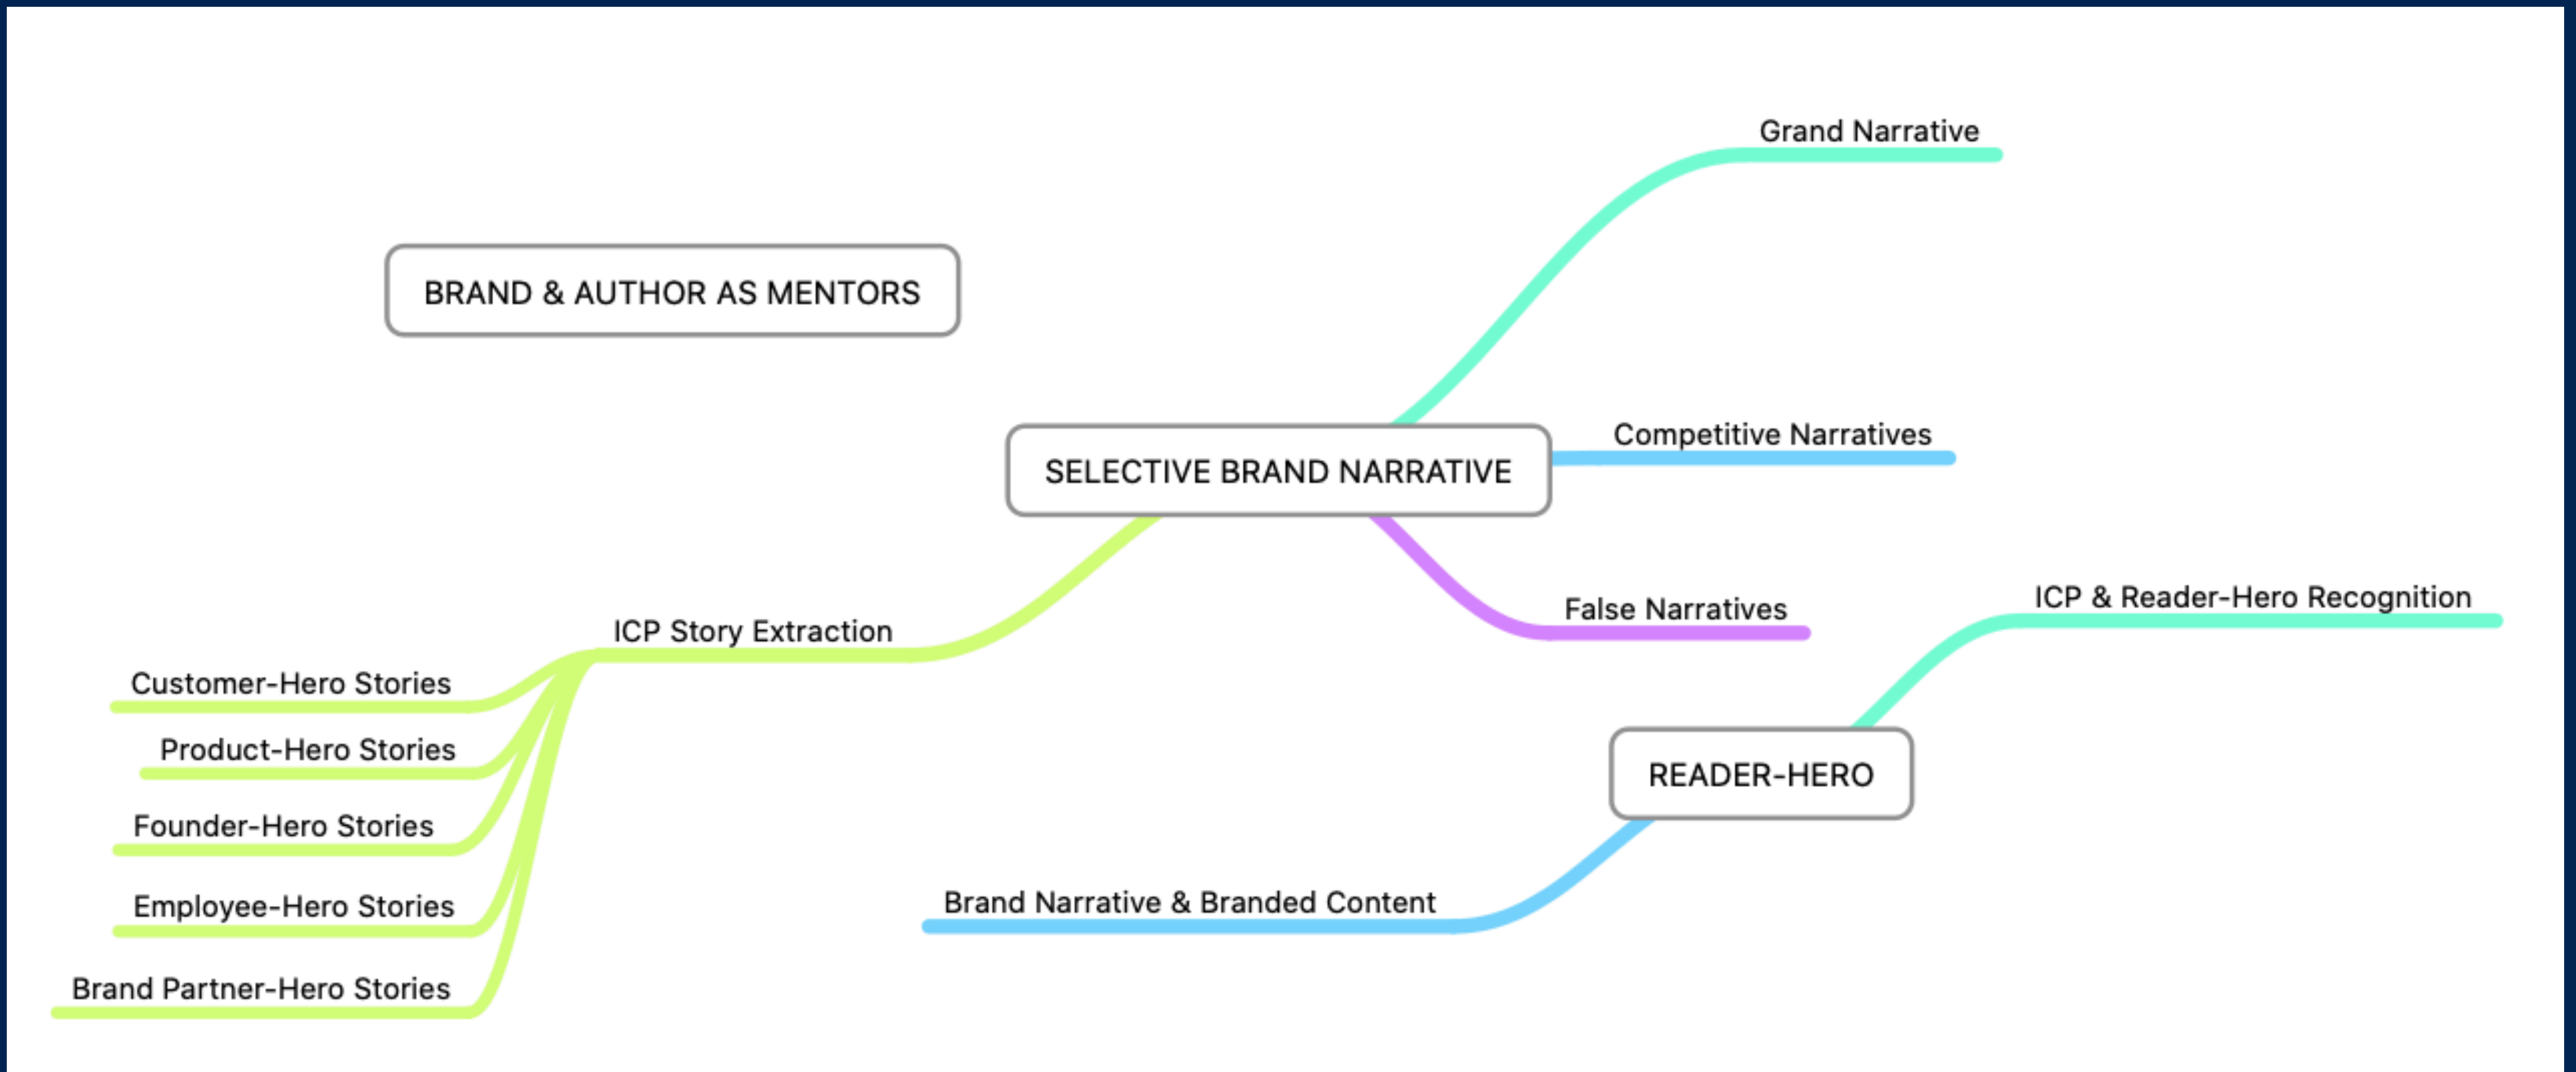 Grand Narrative
BRAND & AUTHOR AS MENTORS
SELECTIVE BRAND NARRATIVE
Competitive Narratives
False Narratives
ICP Story Extraction
Customer-Hero Stories
Product-Hero Stories
Founder-Hero Stories
Employee-Hero Stories
Brand Partner-Hero Stories
ICP & Reader-Hero Recognition
READER-HERO
Brand Narrative & Branded Content